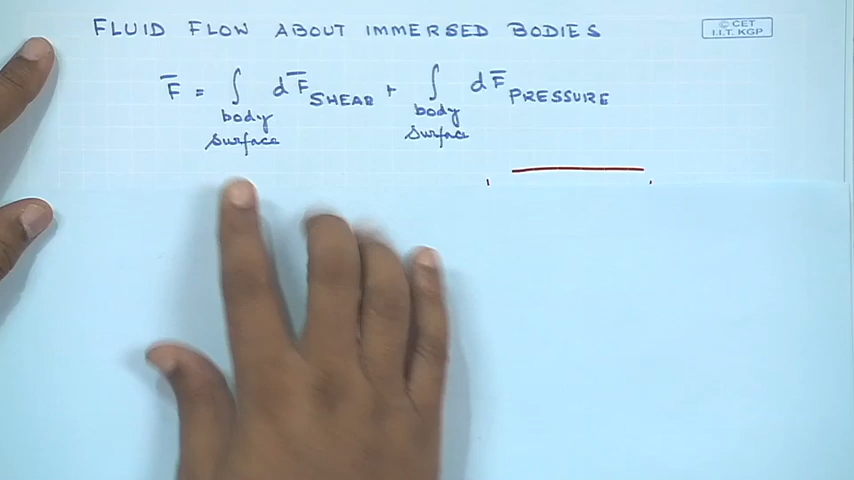 FLUID FLOW ABOUT IMMERSED BODIES
© CET
I.I.T. KGP
F̅ = ∫ dF̅ SHEAR + ∫ dF̅ PRESSURE
body surface body surface